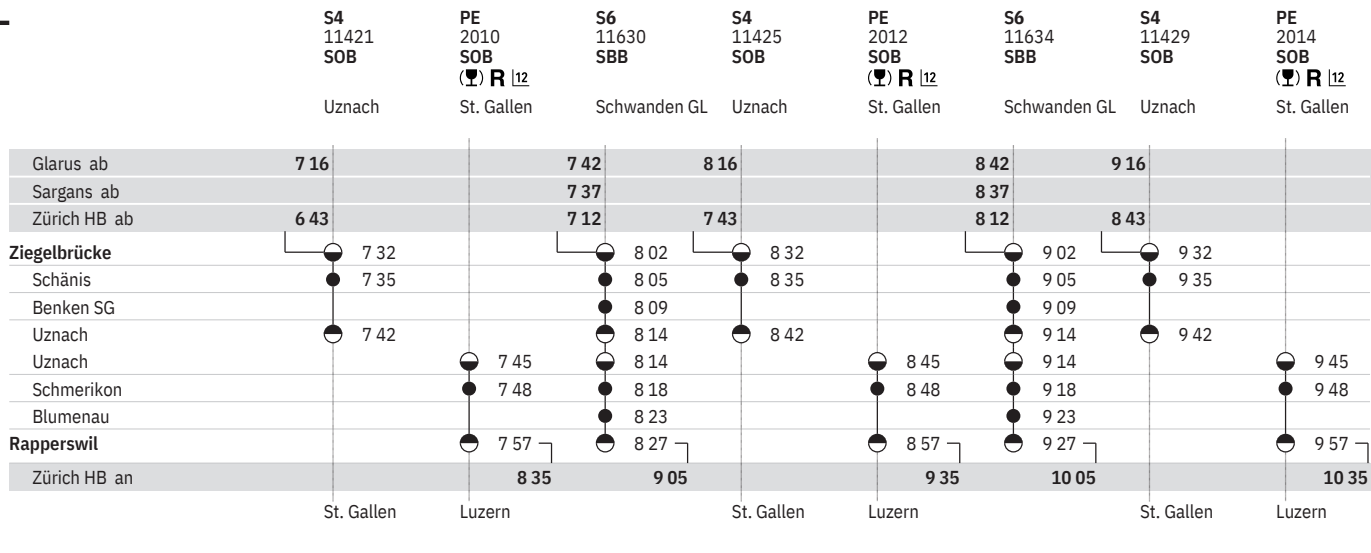 S4 PE S6 S4 PE S6 S4 PE
11421 2010 11630 11425 2012 11634 11429 2014
SOB SOB SBB SOB SOB SBB SOB SOB
R 12 R 12 R 12
Uznach St. Gallen Schwanden GL Uznach St. Gallen Schwanden GL Uznach St. Gallen
Glarus ab 7 16 7 42 8 16 8 42 9 16
Sargans ab 7 37 8 37
Zürich HB ab 6 43 7 12 7 43 8 12 8 43
Ziegelbrücke 7 32 8 02 8 32 9 02 9 32
Schänis 7 35 8 05 8 35 9 05 9 35
Benken SG 8 09 9 09
Uznach 7 42 8 14 8 42 9 14 9 42
Uznach 7 45 8 14 8 45 9 14 9 45
Schmerikon 7 48 8 18 8 48 9 18 9 48
Blumenau 8 23 9 23
Rapperswil 7 57 8 27 8 57 9 27 9 57
Zürich HB an 8 35 9 05 9 35 10 05 10 35
St. Gallen Luzern St. Gallen Luzern St. Gallen Luzern